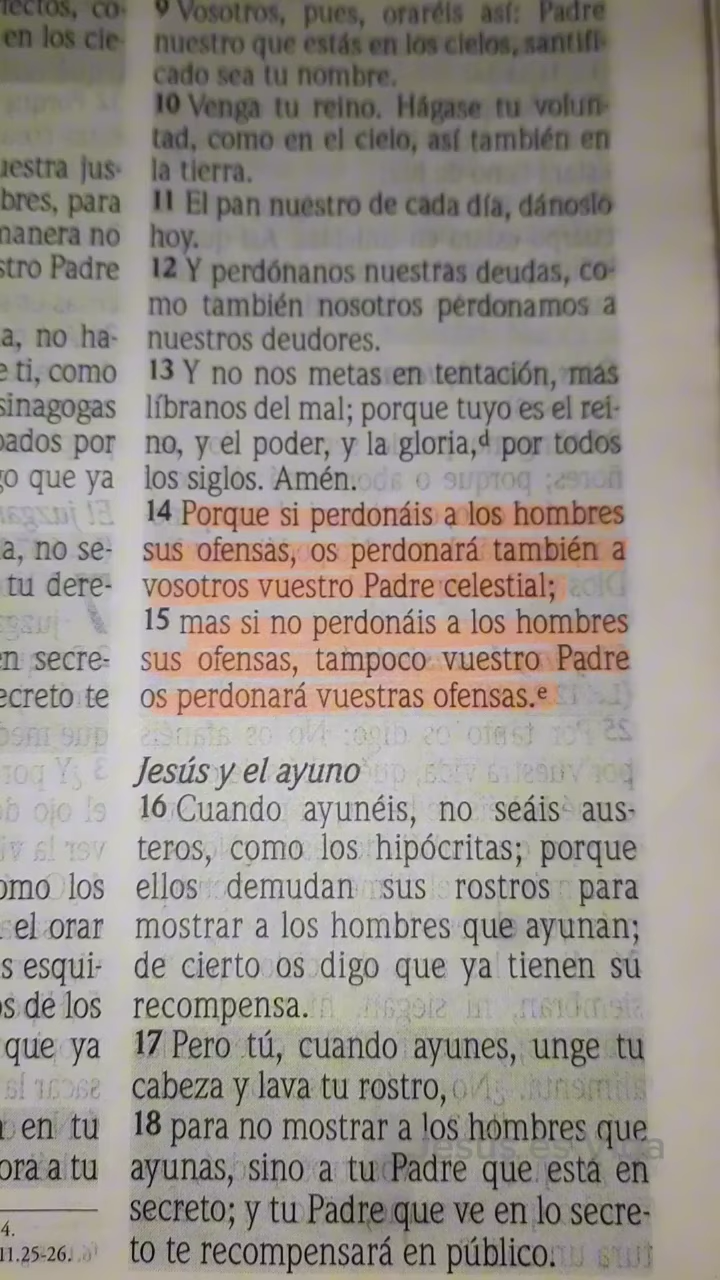 ectos, co-
en los cie-
uestra jus-
bres, para
manera no
stro Padre
a, no ha-
e ti, como
sinagogas
bados por
go que ya
a, no se-
tu dere-
en secre-
ecreto te
omo los
el orar
s esqui-
os de los
que ya
a en tu
ora a tu
4.
11.25-26.
9 Vosotros, pues, oraréis así: Padre
nuestro que estás en los cielos, santifi-
cado sea tu nombre.
10 Venga tu reino. Hágase tu volun-
tad, como en el cielo, así también en
la tierra.
11 El pan nuestro de cada día, dánoslo
hoy.
12 Y perdónanos nuestras deudas, co-
mo también nosotros perdonamos a
nuestros deudores.
13 Y no nos metas en tentación, mas
líbranos del mal; porque tuyo es el rei-
no, y el poder, y la gloria,d por todos
los siglos. Amén.
14 Porque si perdonáis a los hombres
sus ofensas, os perdonará también a
vosotros vuestro Padre celestial;
15 mas si no perdonáis a los hombres
sus ofensas, tampoco vuestro Padre
os perdonará vuestras ofensas.e
Jesús y el ayuno
16 Cuando ayunéis, no seáis aus-
teros, como los hipócritas; porque
ellos demudan sus rostros para
mostrar a los hombres que ayunan;
de cierto os digo que ya tienen su
recompensa.
17 Pero tú, cuando ayunes, unge tu
cabeza y lava tu rostro,
18 para no mostrar a los hombres que
ayunas, sino a tu Padre que está en
secreto; y tu Padre que ve en lo secre-
to te recompensará en público.